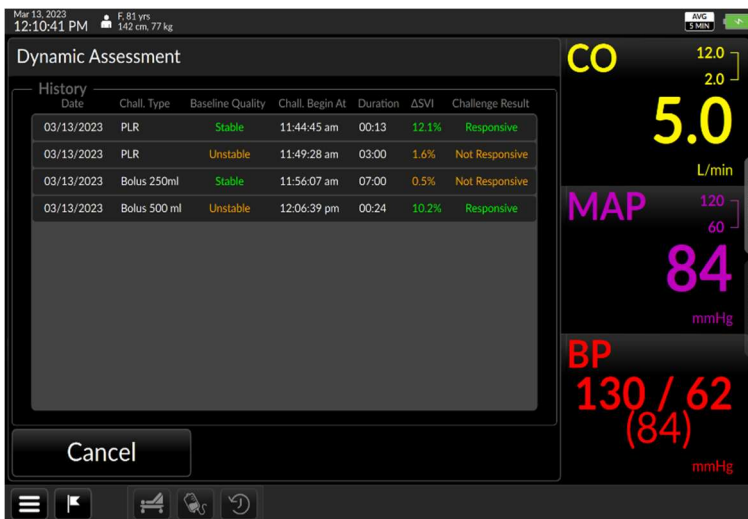 Mar 13, 2023
12:10:41 PM
F, 81 yrs
142 cm, 77 kg
AVG
5 MIN
Dynamic Assessment
History
Date Chall. Type Baseline Quality Chall. Begin At Duration ΔSVI Challenge Result
03/13/2023 PLR Stable 11:44:45 am 00:13 12.1% Responsive
03/13/2023 PLR Unstable 11:49:28 am 03:00 1.6% Not Responsive
03/13/2023 Bolus 250ml Stable 11:56:07 am 07:00 0.5% Not Responsive
03/13/2023 Bolus 500 ml Unstable 12:06:39 pm 00:24 10.2% Responsive
Cancel
CO
12.0
2.0
5.0
L/min
MAP
120
60
84
mmHg
BP
130 / 62
(84)
mmHg